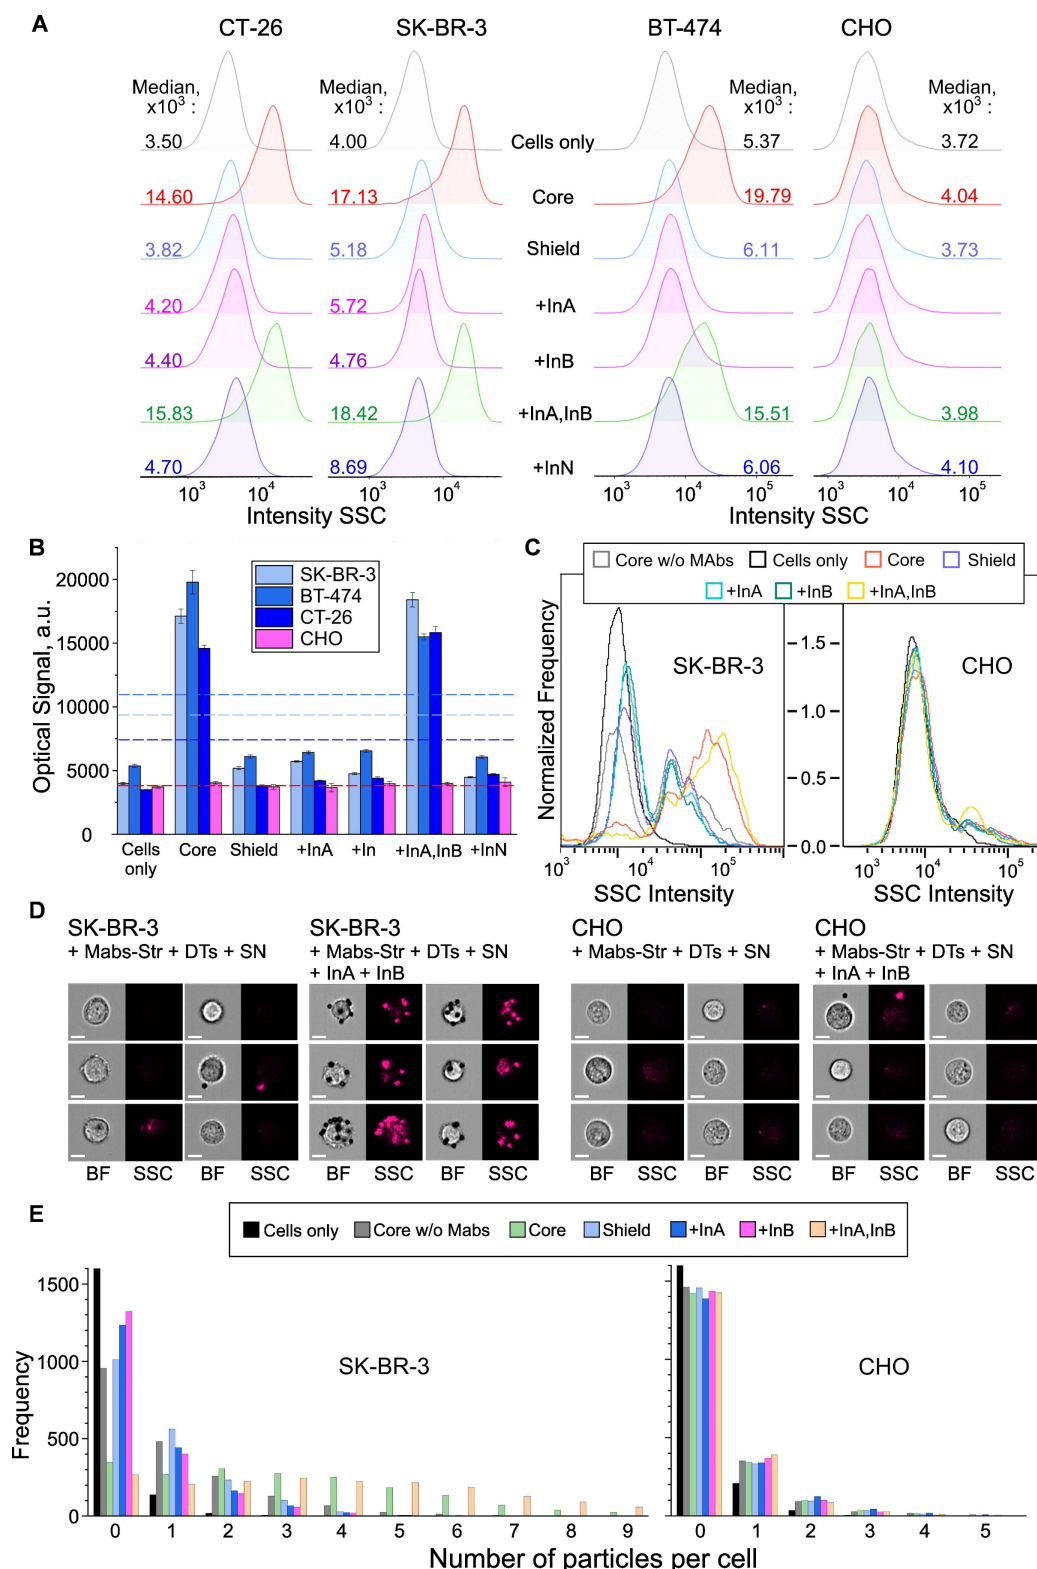 A
CT-26 SK-BR-3 BT-474 CHO
Median, x10³ : Median, x10³ : Median, x10³ : Median, x10³ :
3.50 4.00 Cells only 5.37 3.72
14.60 17.13 Core 19.79 4.04
3.82 5.18 Shield 6.11 3.73
4.20 5.72 +InA
4.40 4.76 +InB
15.83 18.42 +InA,InB 15.51 3.98
4.70 8.69 +InN 6.06 4.10
10³ 10⁴ 10³ 10⁴ 10³ 10⁴ 10⁵ 10³ 10⁴ 10⁵
Intensity SSC Intensity SSC
B
Optical Signal, a.u.
20000
15000
10000
5000
0
SK-BR-3
BT-474
CT-26
CHO
Cells only Core Shield +InA +In +InA,InB +InN
C
Core w/o MAbs Cells only Core Shield
+InA +InB +InA,InB
Normalized Frequency
SK-BR-3 CHO
1.5
1.0
0.5
0.0
10³ 10⁴ 10⁵ 10³ 10⁴ 10⁵
SSC Intensity SSC Intensity
D
SK-BR-3 SK-BR-3 CHO CHO
+ Mabs-Str + DTs + SN + Mabs-Str + DTs + SN + Mabs-Str + DTs + SN + Mabs-Str + DTs + SN
+ InA + InB + InA + InB
BF SSC BF SSC BF SSC BF SSC BF SSC BF SSC BF SSC BF SSC
E
Cells only Core w/o Mabs Core Shield +InA +InB +InA,InB
Frequency
1500
1000
500
0
SK-BR-3 CHO
0 1 2 3 4 5 6 7 8 9 0 1 2 3 4 5
Number of particles per cell